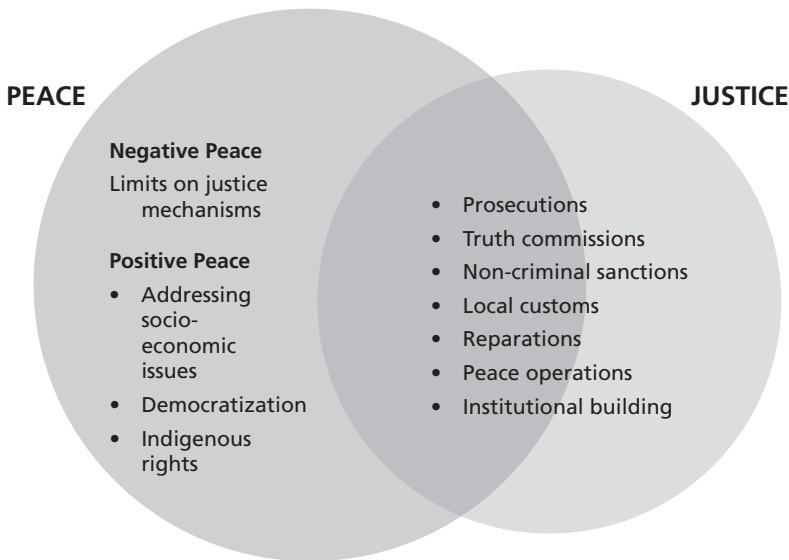 PEACE
JUSTICE
Negative Peace
Limits on justice
mechanisms
Positive Peace
• Addressing
socio-
economic
issues
• Democratization
• Indigenous
rights
• Prosecutions
• Truth commissions
• Non-criminal sanctions
• Local customs
• Reparations
• Peace operations
• Institutional building